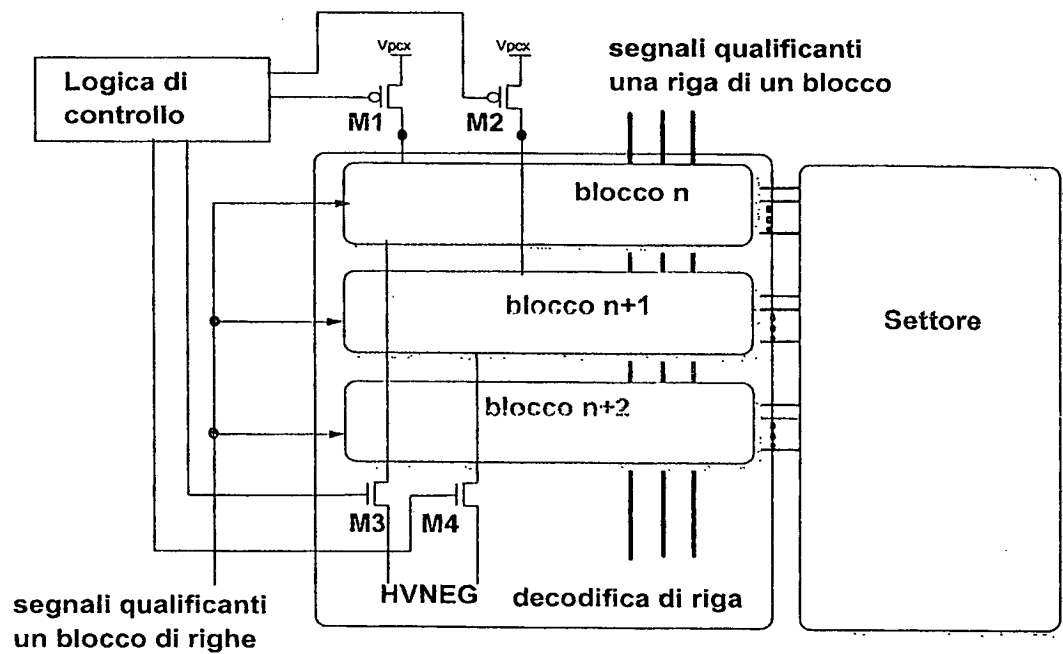 Logica di
controllo
Vpcx
Vpcx
M1
M2
segnali qualificanti
una riga di un blocco
blocco n
blocco n+1
blocco n+2
Settore
M3
M4
HVNEG
decodifica di riga
segnali qualificanti
un blocco di righe